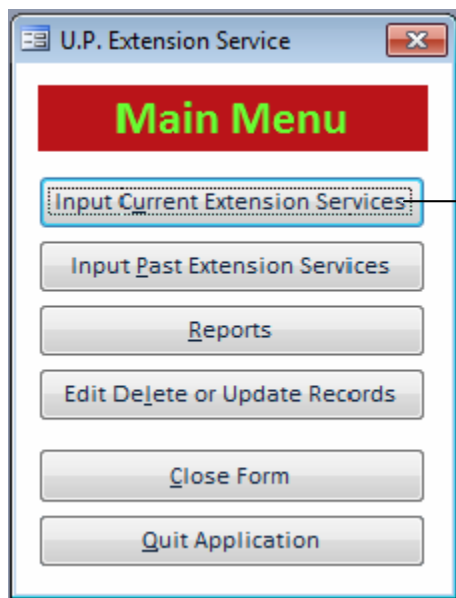 U.P. Extension Service
Main Menu
Input Current Extension Services
Input Past Extension Services
Reports
Edit Delete or Update Records
Close Form
Quit Application